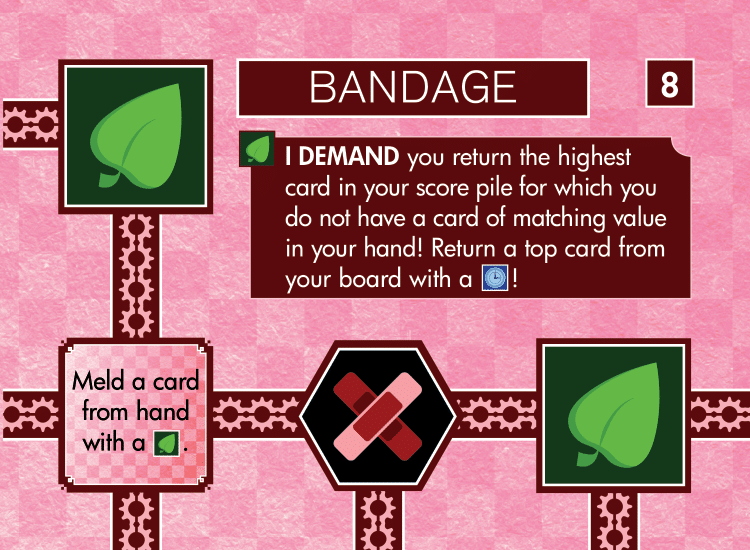 BANDAGE
8
I DEMAND you return the highest
card in your score pile for which you
do not have a card of matching value
in your hand! Return a top card from
your board with a !
Meld a card
from hand
with a .